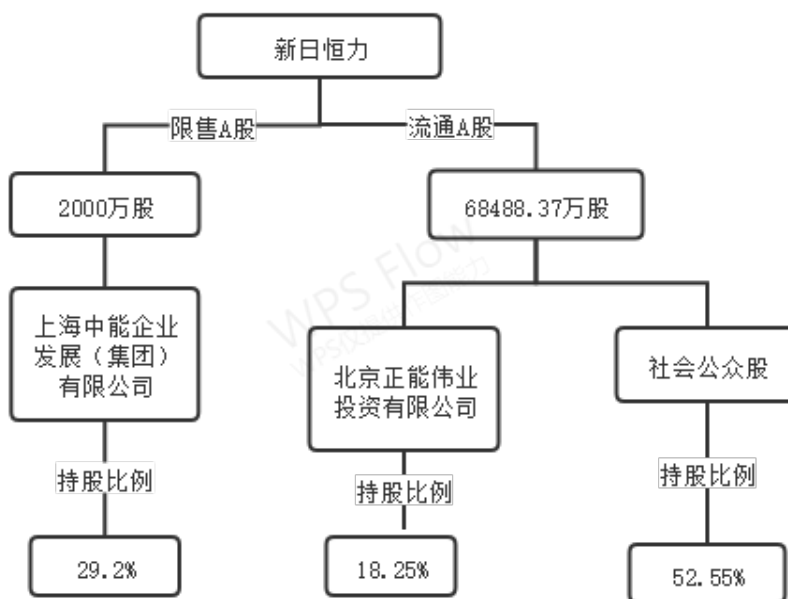 新日恒力
限售A股
流通A股
2000万股
68488.37万股
上海中能企业
发展（集团）
有限公司
北京正能伟业
投资有限公司
社会公众股
持股比例
持股比例
持股比例
29.2%
18.25%
52.55%
WPS Flow